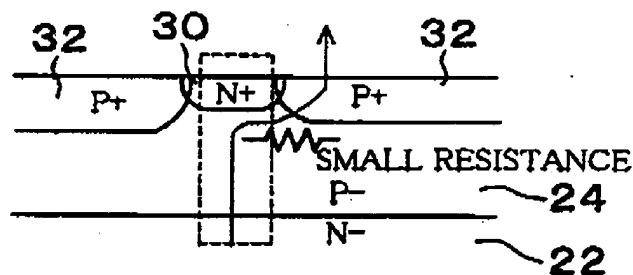 32 30 32
P+ N+ P+
SMALL RESISTANCE
P- 24
N- 22